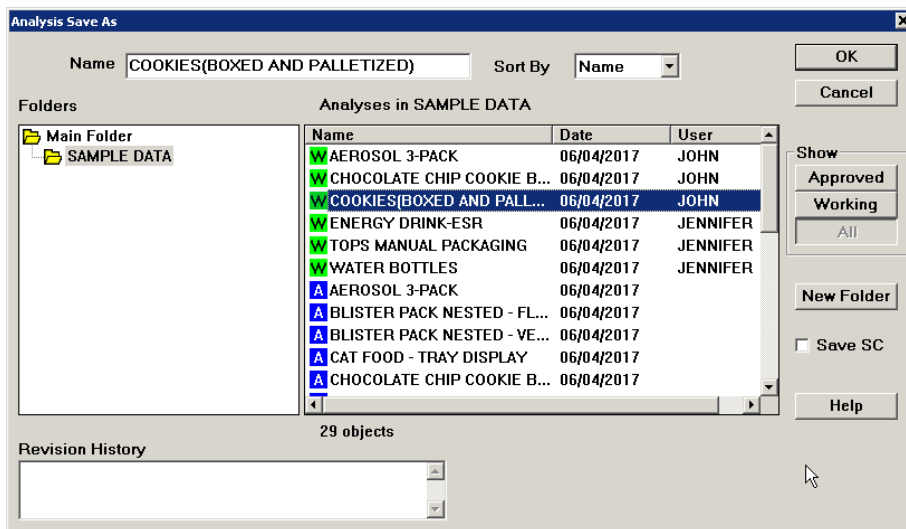 Analysis Save As
Name COOKIES(BOXED AND PALLETIZED) Sort By Name
OK
Cancel
Folders
Analyses in SAMPLE DATA
Main Folder
SAMPLE DATA
Name Date User
W AEROSOL 3-PACK 06/04/2017 JOHN
W CHOCOLATE CHIP COOKIE B... 06/04/2017 JOHN
W COOKIES(BOXED AND PALL... 06/04/2017 JOHN
W ENERGY DRINK-ESR 06/04/2017 JENNIFER
W TOPS MANUAL PACKAGING 06/04/2017 JENNIFER
W WATER BOTTLES 06/04/2017 JENNIFER
A AEROSOL 3-PACK 06/04/2017
A BLISTER PACK NESTED - FL... 06/04/2017
A BLISTER PACK NESTED - VE... 06/04/2017
A CAT FOOD - TRAY DISPLAY 06/04/2017
A CHOCOLATE CHIP COOKIE B... 06/04/2017
29 objects
Show
Approved
Working
All
New Folder
Save SC
Help
Revision History